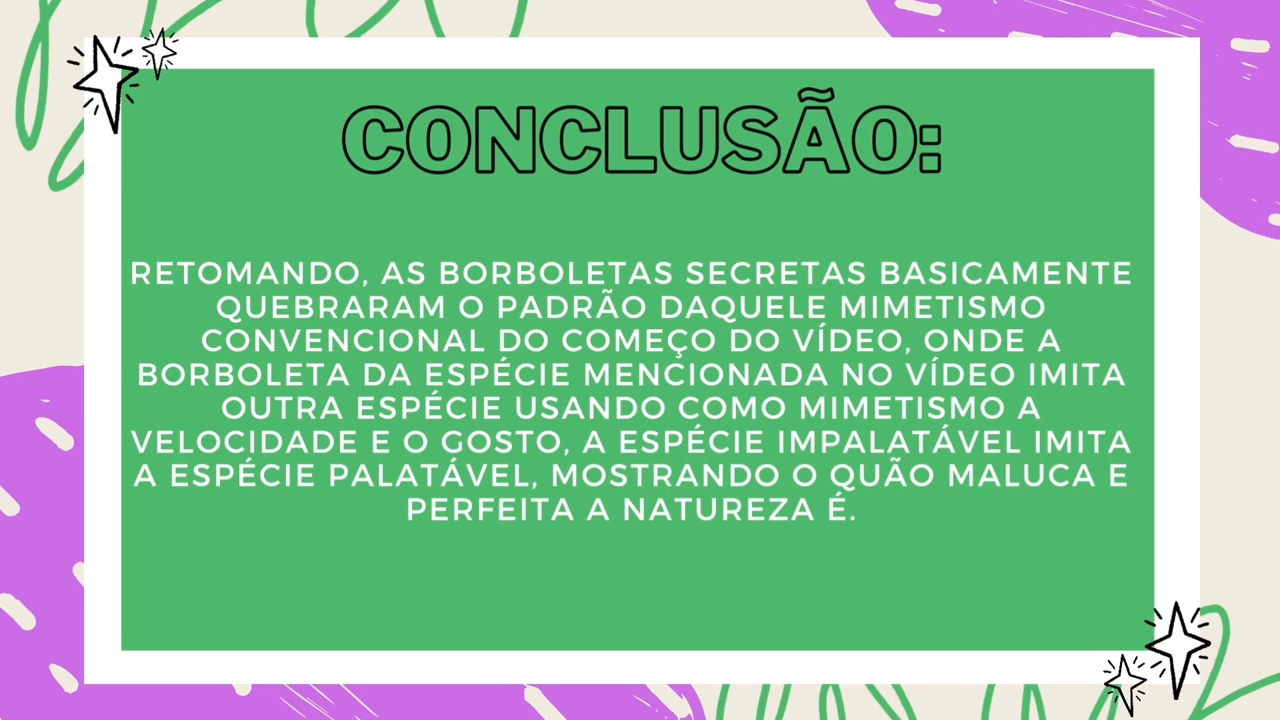 CONCLUSÃO:
RETOMANDO, AS BORBOLETAS SECRETAS BASICAMENTE
QUEBRARAM O PADRÃO DAQUELE MIMETISMO
CONVENCIONAL DO COMEÇO DO VÍDEO, ONDE A
BORBOLETA DA ESPÉCIE MENCIONADA NO VÍDEO IMITA
OUTRA ESPÉCIE USANDO COMO MIMETISMO A
VELOCIDADE E O GOSTO, A ESPÉCIE IMPALATÁVEL IMITA
A ESPÉCIE PALATÁVEL, MOSTRANDO O QUÃO MALUCA E
PERFEITA A NATUREZA É.